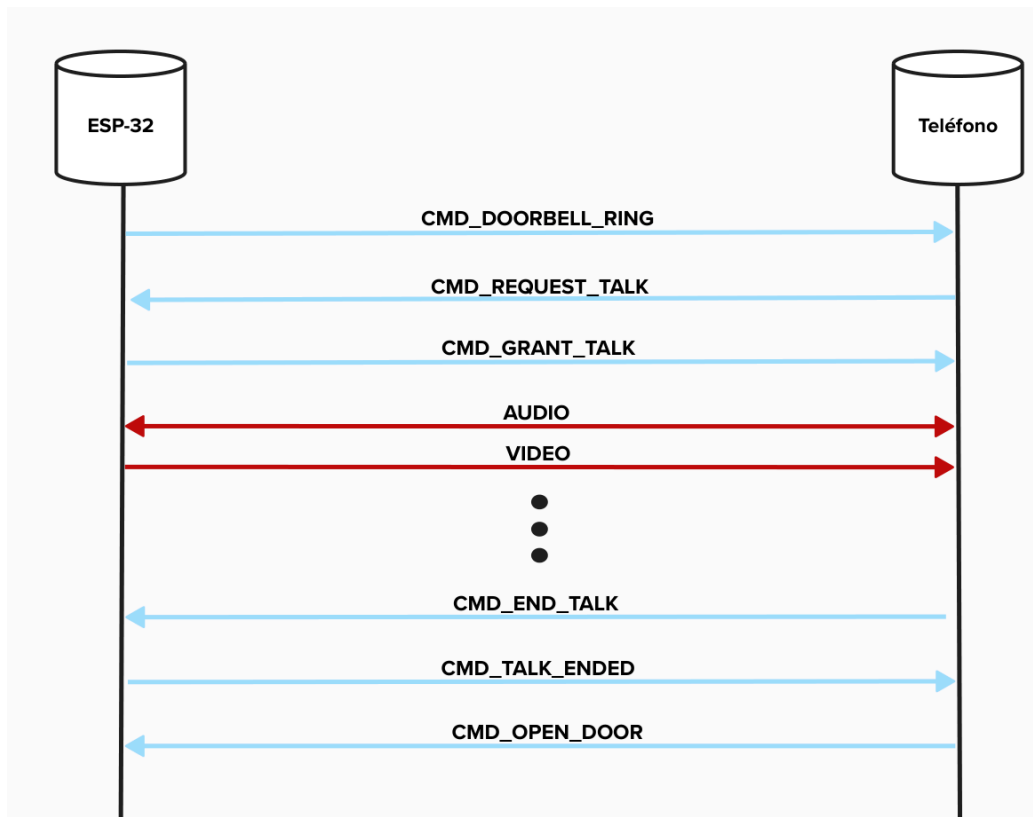 ESP-32
Teléfono
CMD_DOORBELL_RING
CMD_REQUEST_TALK
CMD_GRANT_TALK
AUDIO
VIDEO
CMD_END_TALK
CMD_TALK_ENDED
CMD_OPEN_DOOR